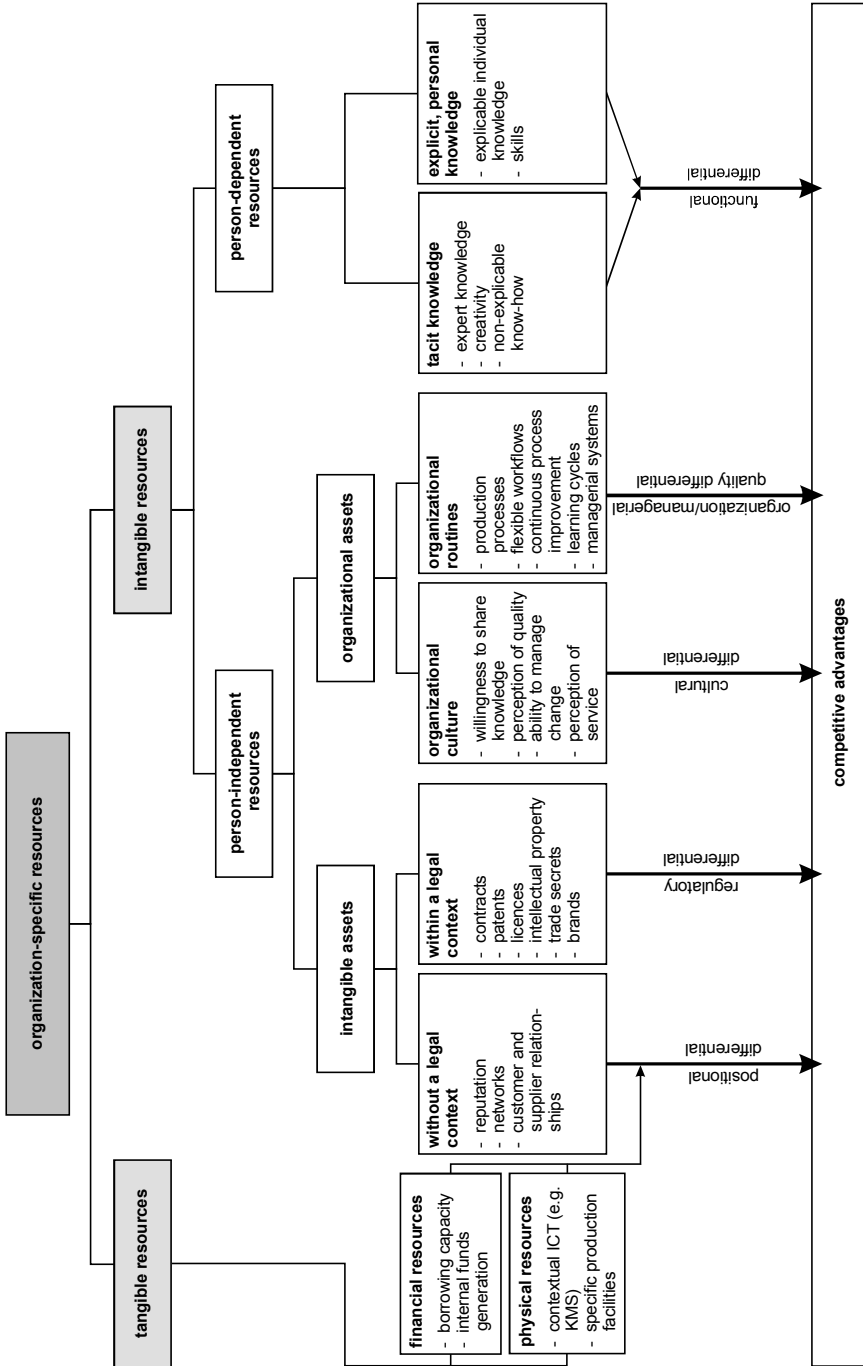 organization-specific resources
tangible resources
intangible resources
person-independent
resources
person-dependent
resources
intangible assets
organizational assets
financial resources
- borrowing capacity
- internal funds
generation
physical resources
- contextual ICT (e.g.
KMS)
- specific production
facilities
without a legal
context
- reputation
- networks
- customer and
supplier relation-
ships
within a legal
context
- contracts
- patents
- licences
- intellectual property
- trade secrets
- brands
organizational
culture
- willingness to share
knowledge
- perception of quality
- ability to manage
change
- perception of
service
organizational
routines
- production
processes
- flexible workflows
- continuous process
improvement
- learning cycles
- managerial systems
tacit knowledge
- expert knowledge
- creativity
- non-explicable
know-how
explicit, personal
knowledge
- explicable individual
knowledge
- skills
positional
differential
regulatory
differential
cultural
differential
organization/managerial
quality differential
functional
differential
competitive advantages